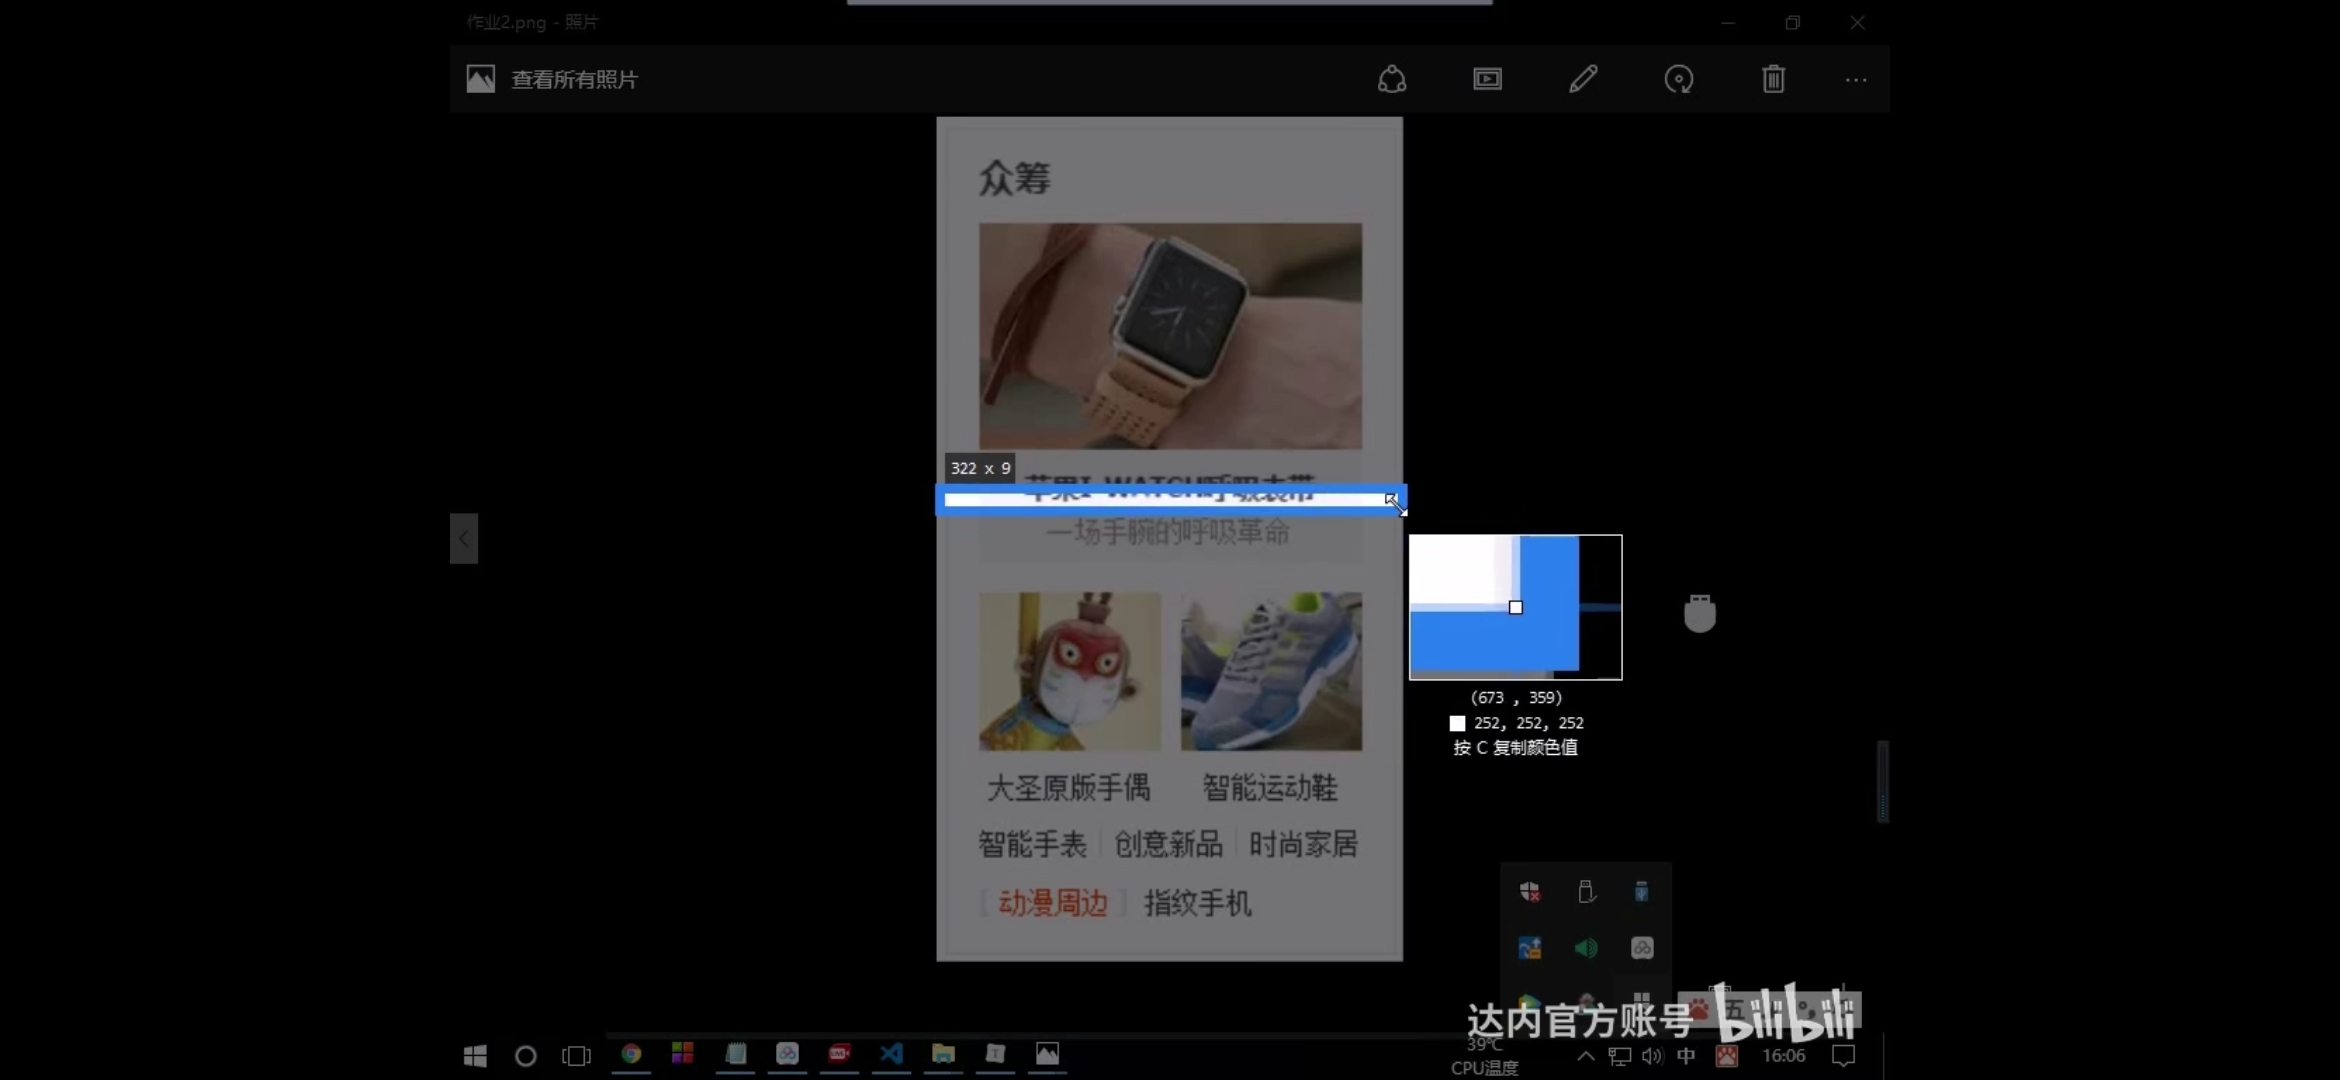 作业2.png - 照片
查看所有照片
众筹
322 x 9
苹果I WATCH呼吸表带
一场手腕的呼吸革命
(673 , 359)
252, 252, 252
按 C 复制颜色值
大圣原版手偶
智能运动鞋
智能手表
创意新品
时尚家居
[ 动漫周边 ]
指纹手机
达内官方账号
bilibili
五
39℃
CPU温度
中
16:06